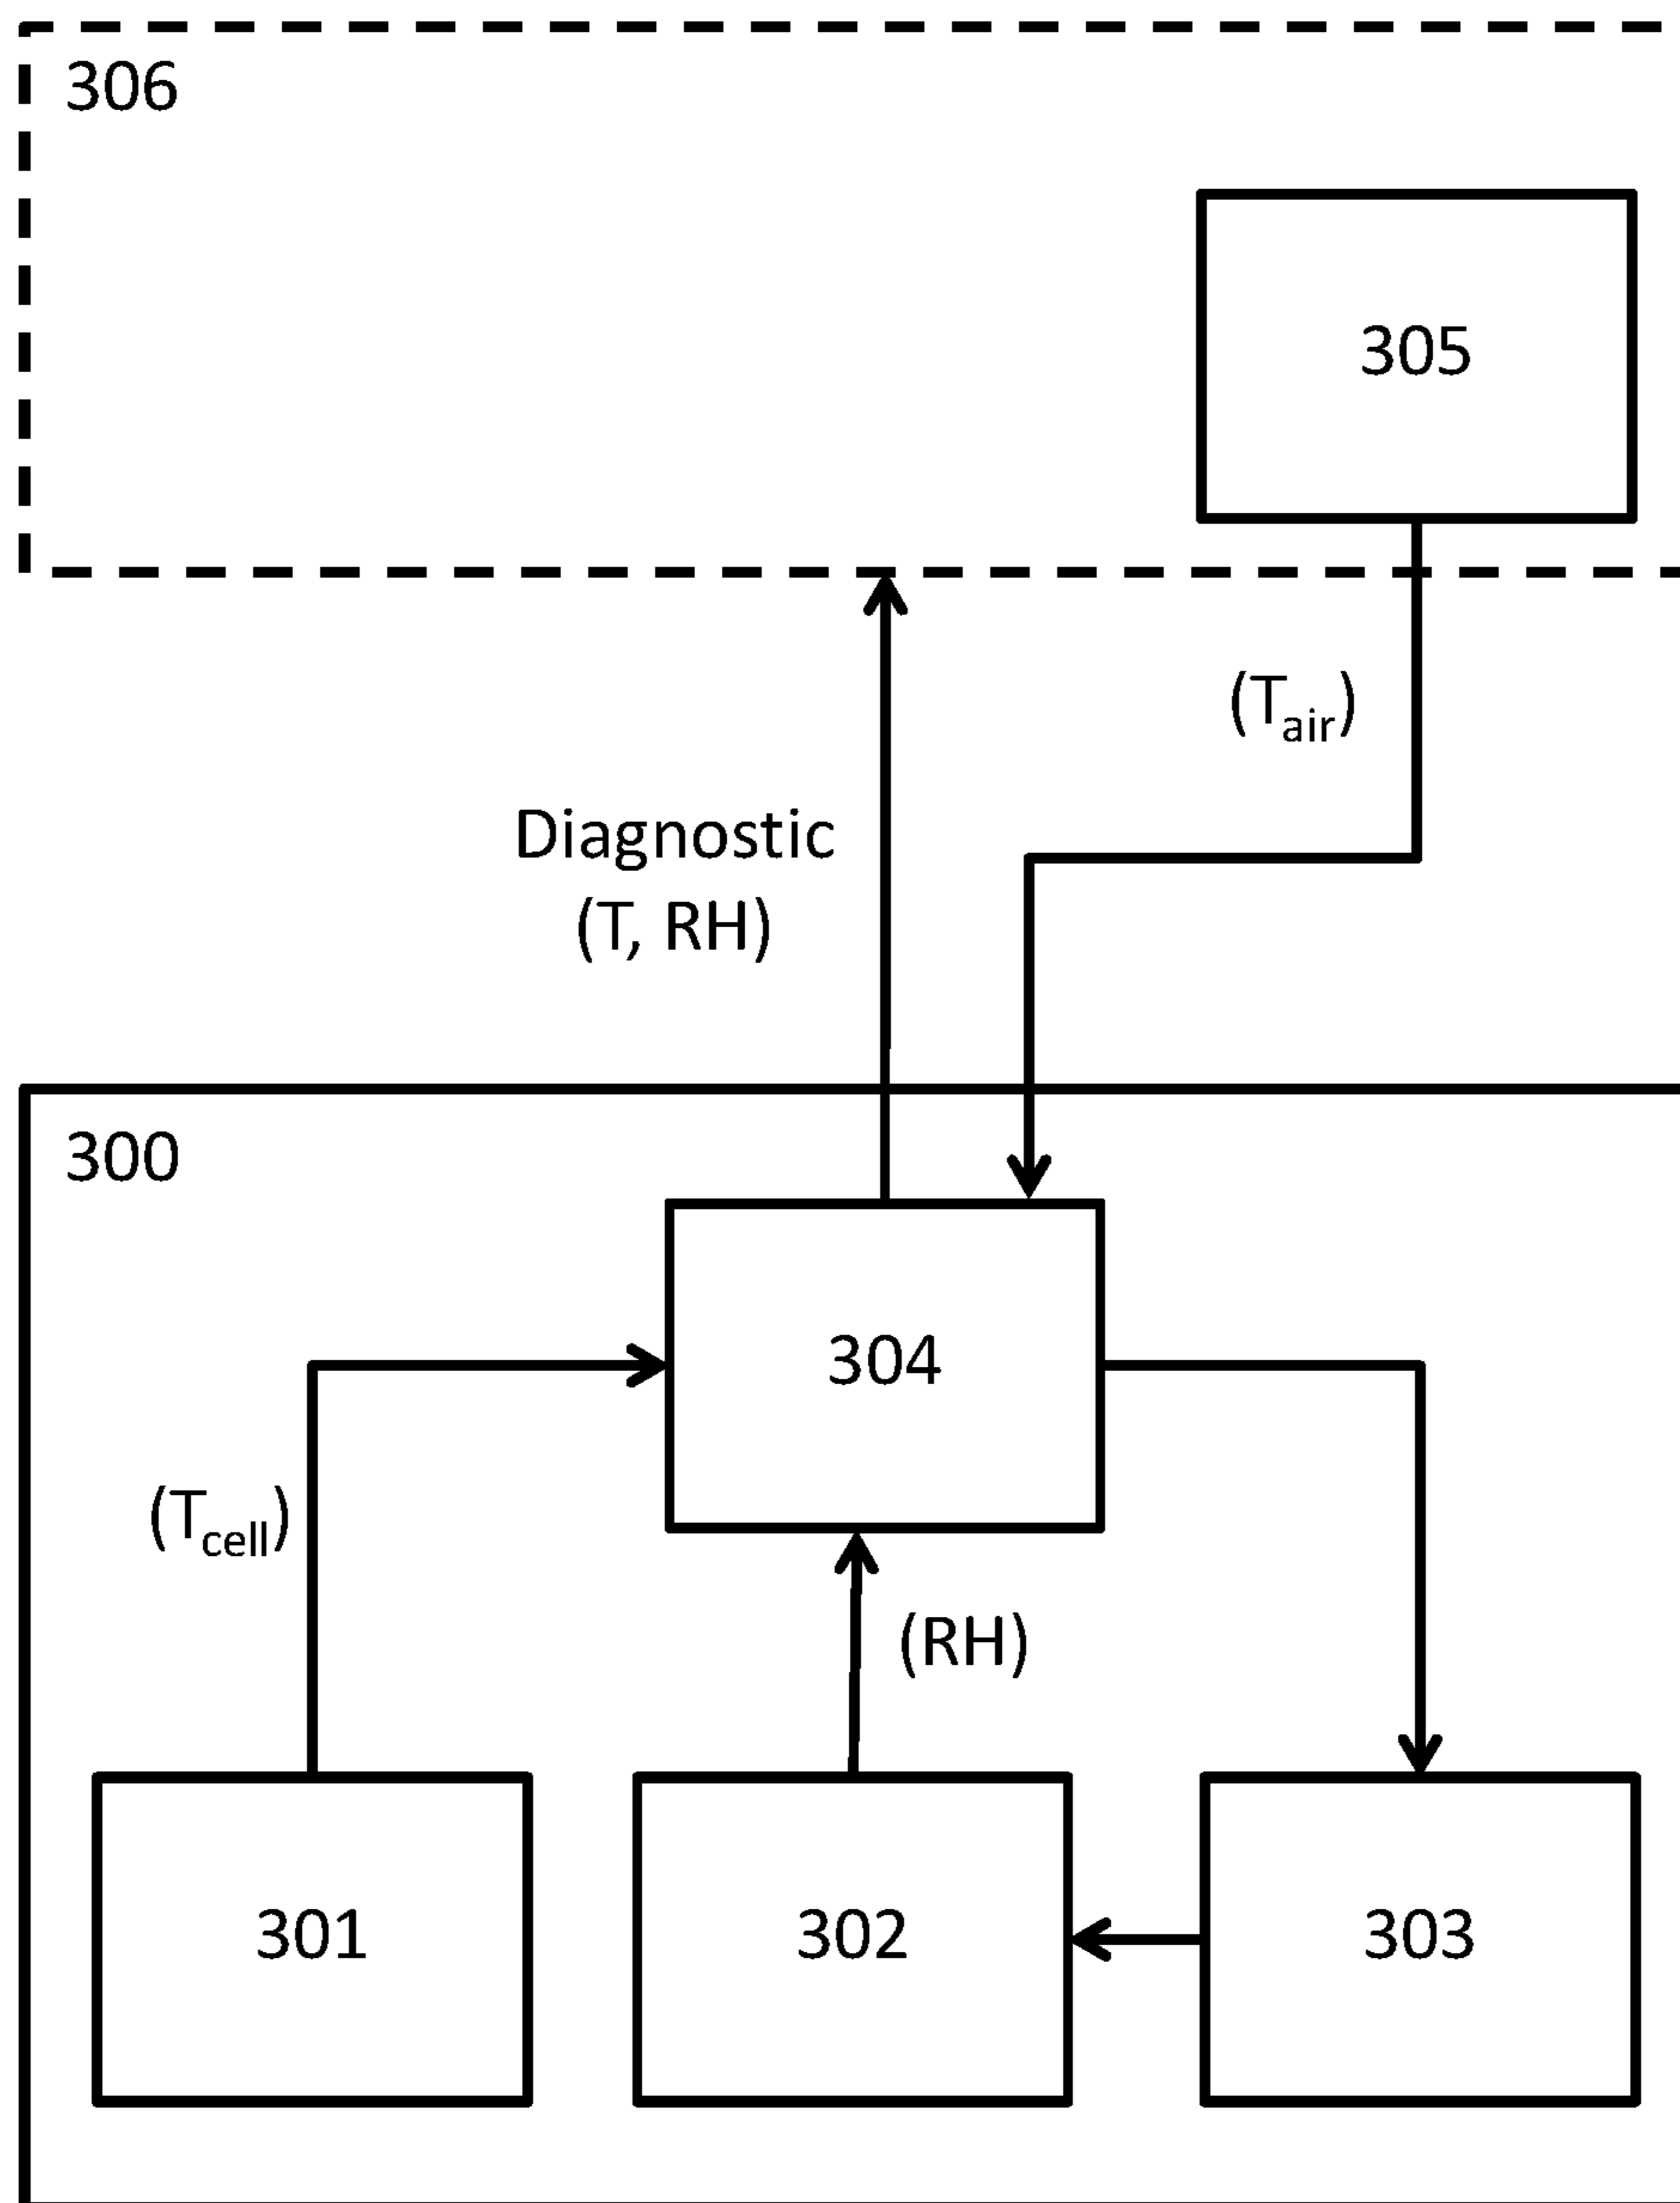 306
305
(Tair)
Diagnostic
(T, RH)
300
304
(Tcell)
(RH)
301
302
303